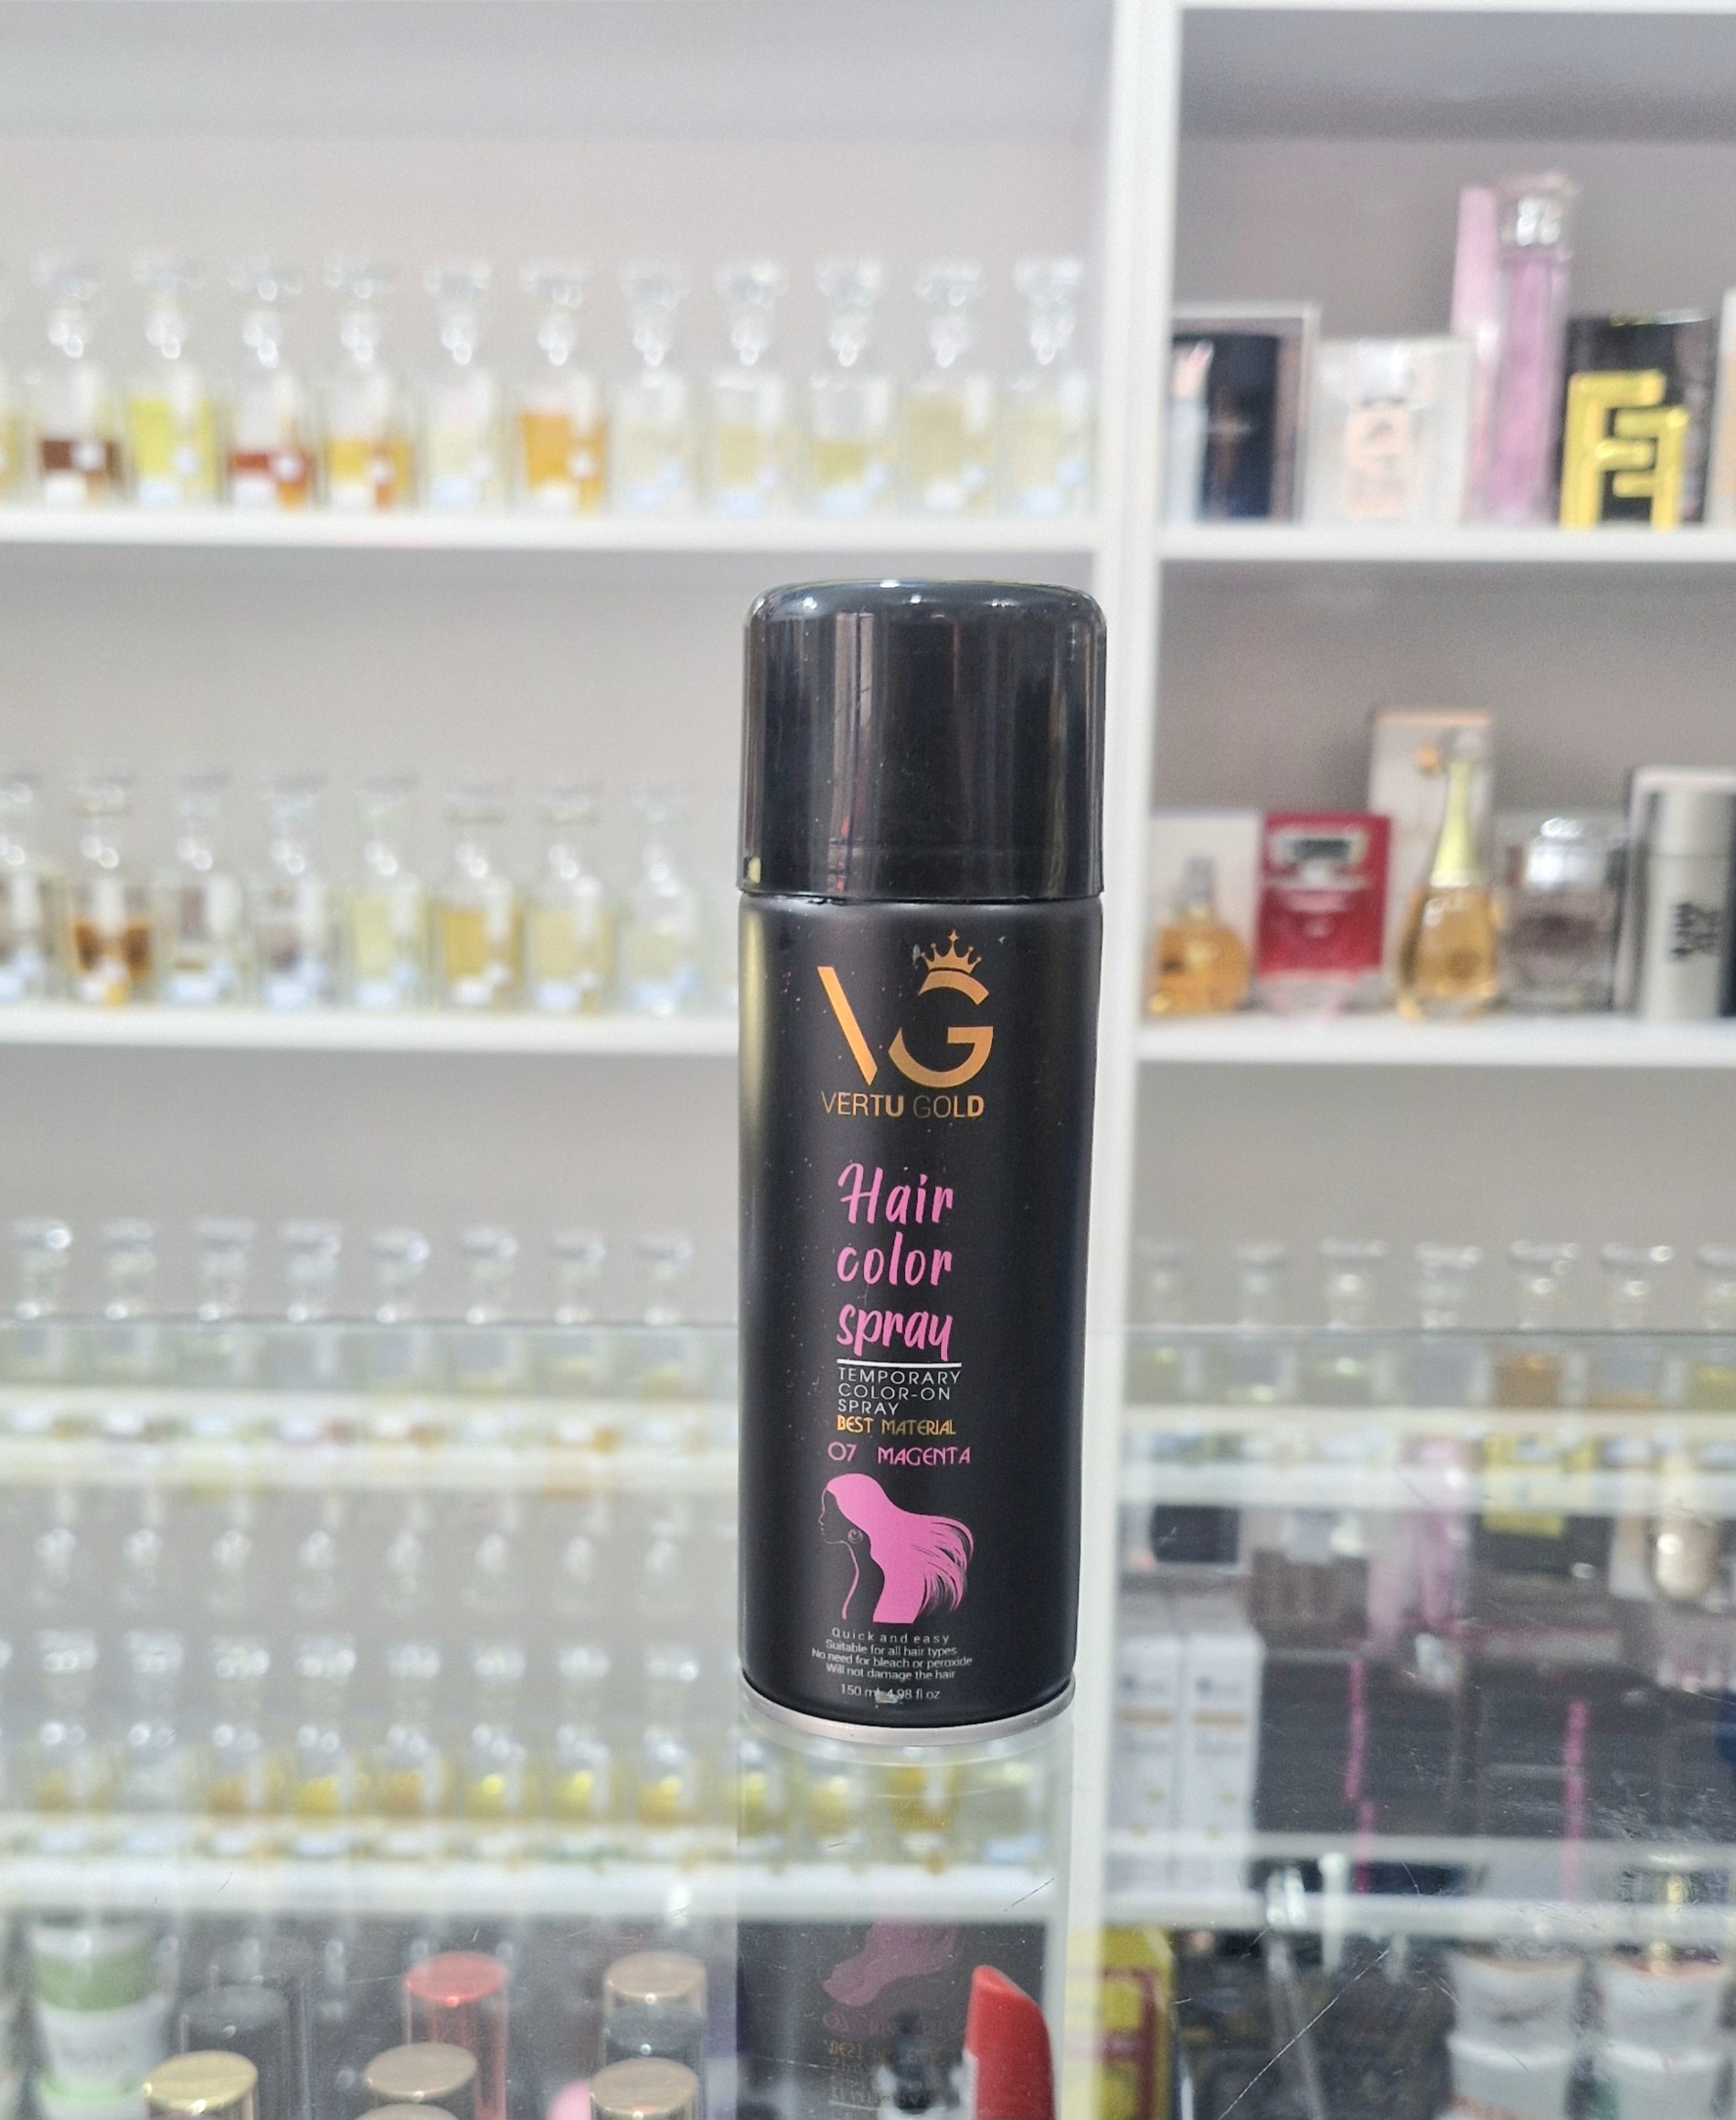 VG
VERTU GOLD
Hair
color
spray
TEMPORARY
COLOR-ON
SPRAY
BEST MATERIAL
07 MAGENTA
Quick and easy
Suitable for all hair types
No need for bleach or peroxide
Will not damage the hair
150 ml 4.98 fl oz